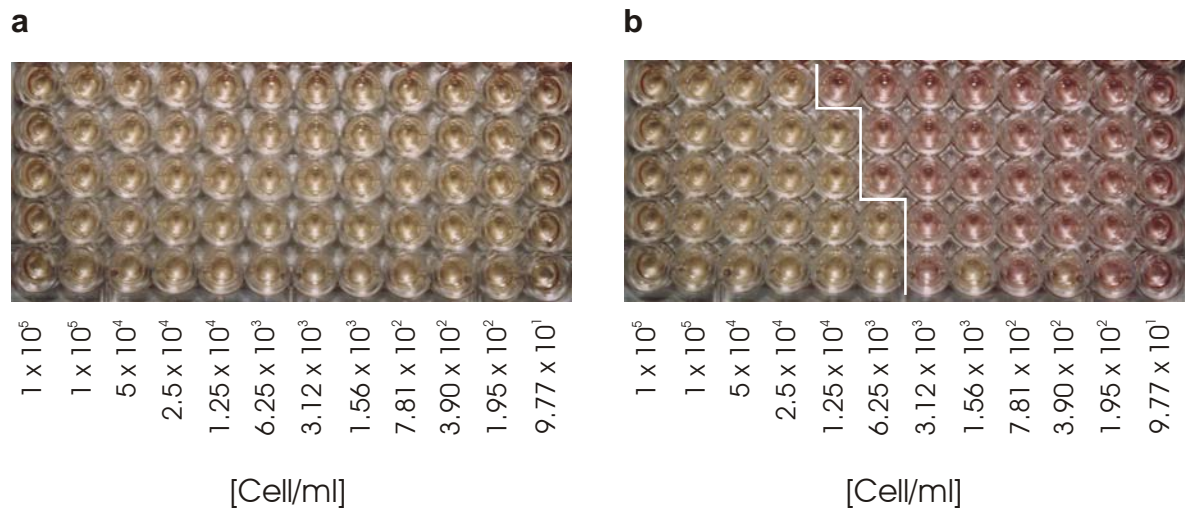 a
b
1 x 10⁵
1 x 10⁵
5 x 10⁴
2.5 x 10⁴
1.25 x 10⁴
6.25 x 10³
3.12 x 10³
1.56 x 10³
7.81 x 10²
3.90 x 10²
1.95 x 10²
9.77 x 10¹
[Cell/ml]
1 x 10⁵
1 x 10⁵
5 x 10⁴
2.5 x 10⁴
1.25 x 10⁴
6.25 x 10³
3.12 x 10³
1.56 x 10³
7.81 x 10²
3.90 x 10²
1.95 x 10²
9.77 x 10¹
[Cell/ml]